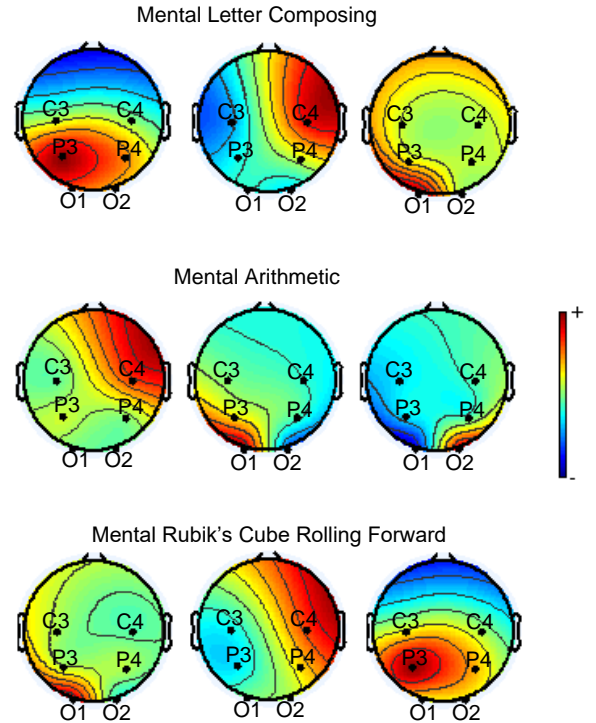 Mental Letter Composing
C3 C4 C3 C4 C3 C4
P3 P4 P3 P4 P3 P4
O1 O2 O1 O2 O1 O2
Mental Arithmetic
+
C3 C4 C3 C4 C3 C4
P3 P4 P3 P4 P3 P4
O1 O2 O1 O2 O1 O2
-
Mental Rubik's Cube Rolling Forward
C3 C4 C3 C4 C3 C4
P3 P4 P3 P4 P3 P4
O1 O2 O1 O2 O1 O2